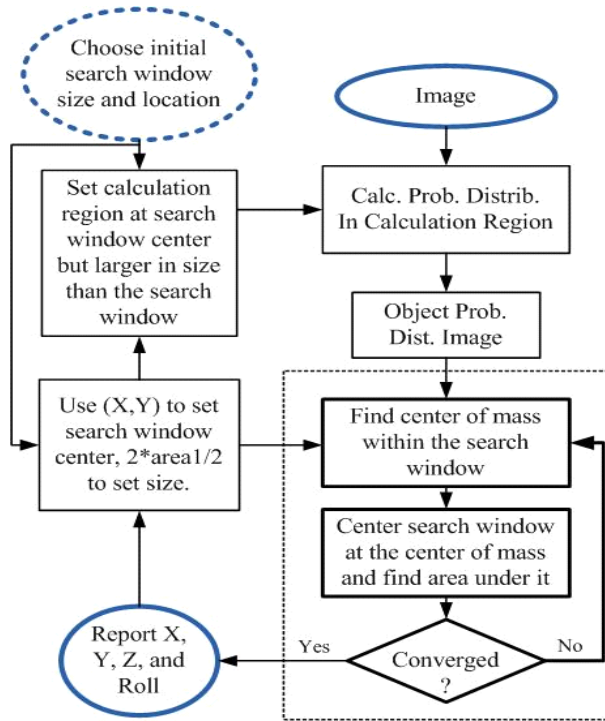 Choose initial
search window
size and location
Image
Set calculation
region at search
window center
but larger in size
than the search
window
Calc. Prob. Distrib.
In Calculation Region
Object Prob.
Dist. Image
Use (X,Y) to set
search window
center, 2*area1/2
to set size.
Find center of mass
within the search
window
Center search window
at the center of mass
and find area under it
Report X,
Y, Z, and
Roll
Yes
Converged
?
No